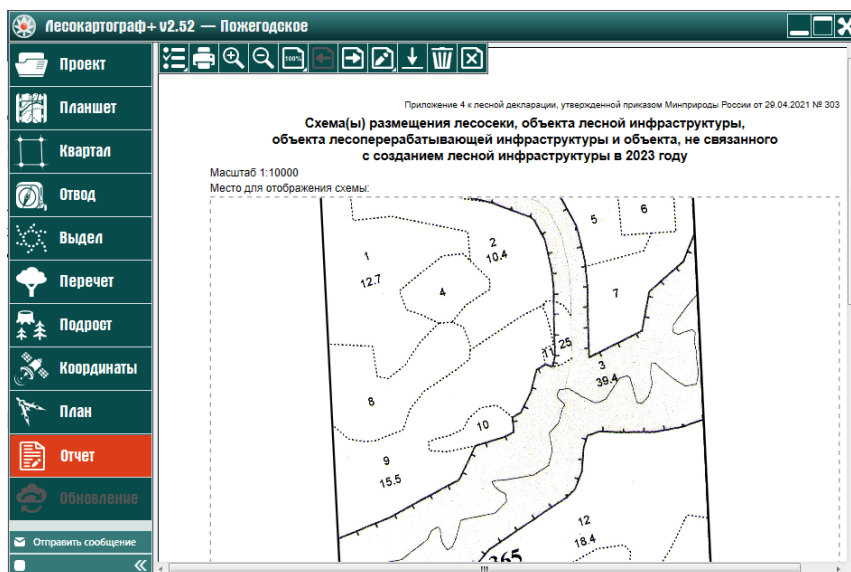 Лесокартограф+ v2.52 — Пожегодское
Проект
Планшет
Квартал
Отвод
Выдел
Перечет
Подрост
Координаты
План
Отчет
Обновление
Отправить сообщение
100%
Приложение 4 к лесной декларации, утвержденной приказом Минприроды России от 29.04.2021 № 303
Схема(ы) размещения лесосеки, объекта лесной инфраструктуры,
объекта лесоперерабатывающей инфраструктуры и объекта, не связанного
с созданием лесной инфраструктуры в 2023 году
Масштаб 1:10000
Место для отображения схемы:
1
12.7
2
10.4
4
5
6
7
11
25
3
39.4
8
10
9
15.5
12
18.4
365